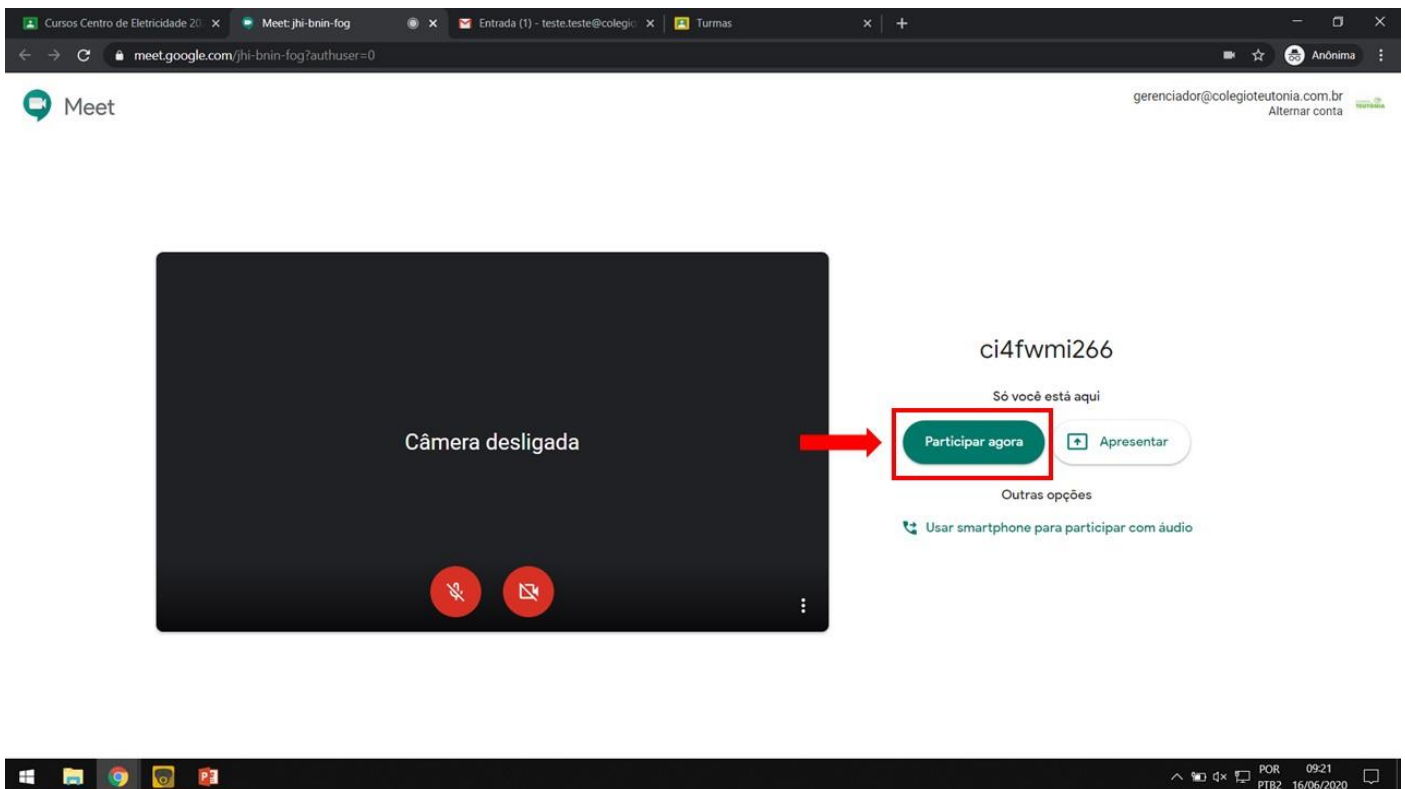 Cursos Centro de Eletricidade 20
Meet: jhi-bnin-fog
Entrada (1) - teste.teste@colegio
Turmas
meet.google.com/jhi-bnin-fog?authuser=0
Anônima
Meet
gerenciador@colegioteutonia.com.br
Alternar conta
TEUTONIA
ci4fwmi266
Só você está aqui
Câmera desligada
Participar agora
Apresentar
Outras opções
Usar smartphone para participar com áudio
POR
09:21
PTB2
16/06/2020